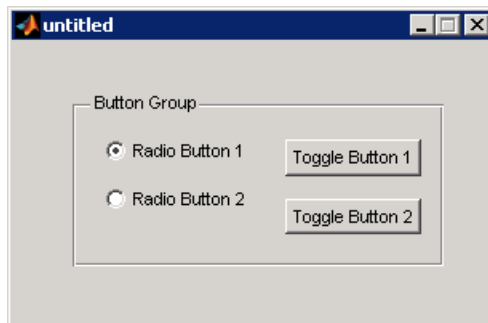 untitled
Button Group
Radio Button 1
Toggle Button 1
Radio Button 2
Toggle Button 2